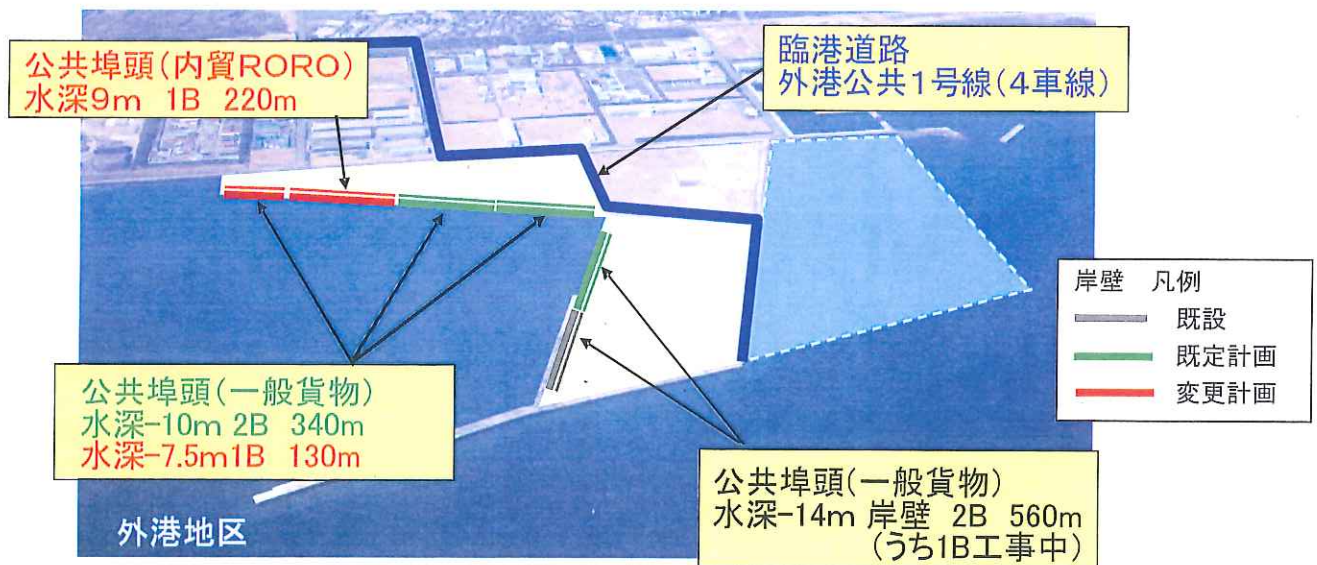 公共埠頭(内貿RORO)
水深9m 1B 220m
臨港道路
外港公共1号線(4車線)
岸壁 凡例
既設
既定計画
変更計画
公共埠頭(一般貨物)
水深-10m 2B 340m
水深-7.5m1B 130m
公共埠頭(一般貨物)
水深-14m 岸壁 2B 560m
(うち1B工事中)
外港地区